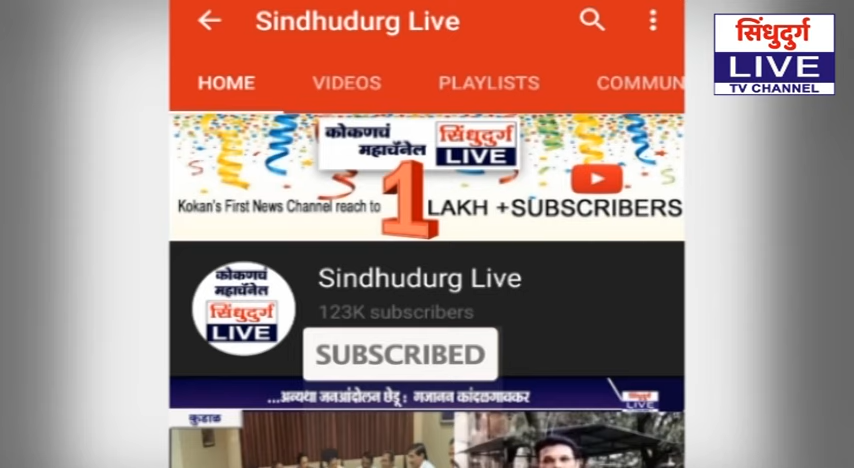 Sindhudurg Live
सिंधुदुर्ग
LIVE
TV CHANNEL
HOME VIDEOS PLAYLISTS COMMUN
कोकणचं
महाचॅनेल
सिंधुदुर्ग
LIVE
Kokan's First News Channel reach to 1 LAKH +SUBSCRIBERS
कोकणचं
महाचॅनेल
सिंधुदुर्ग
LIVE
Sindhudurg Live
123K subscribers
SUBSCRIBED
...अन्यथा जनआंदोलन छेडू : गजानन कांदळगावकर
सिंधुदुर्ग
LIVE
कुडाळ